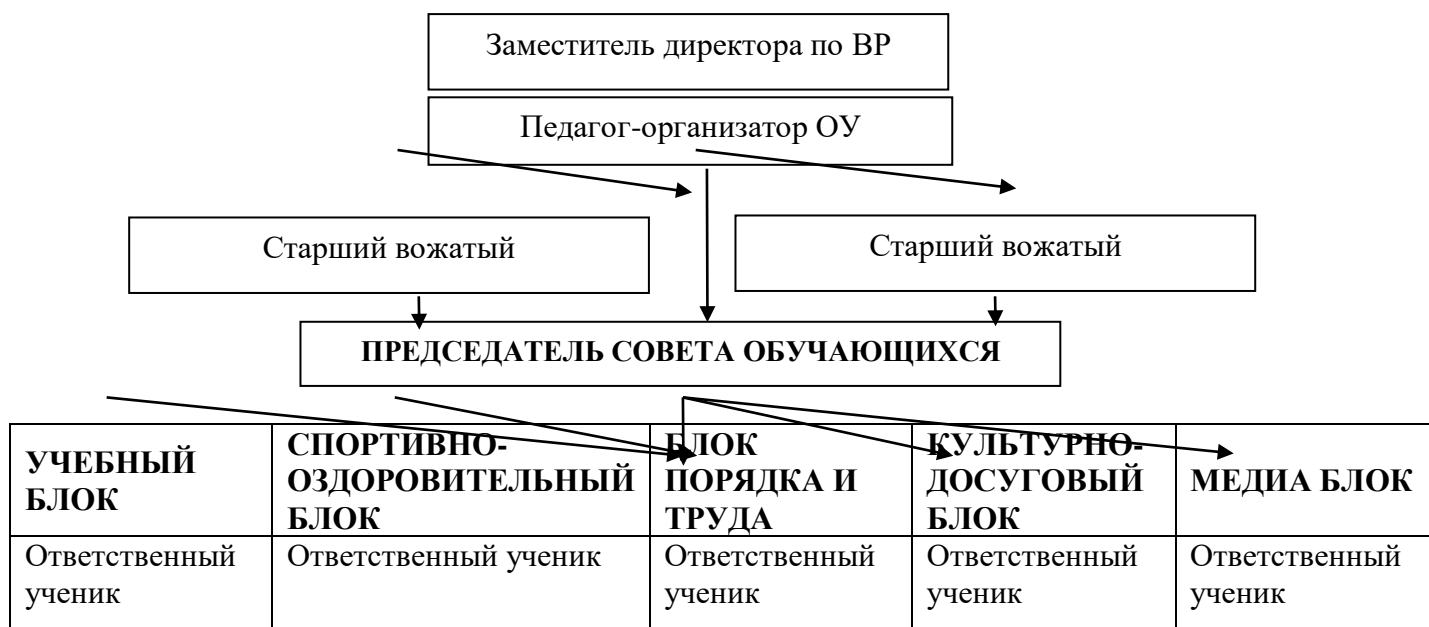 Заместитель директора по ВР
Педагог-организатор ОУ
Старший вожатый
Старший вожатый
ПРЕДСЕДАТЕЛЬ СОВЕТА ОБУЧАЮЩИХСЯ
УЧЕБНЫЙ
БЛОК
СПОРТИВНО-
ОЗДОРОВИТЕЛЬНЫЙ
БЛОК
БЛОК
ПОРЯДКА И
ТРУДА
КУЛЬТУРНО-
ДОСУГОВЫЙ
БЛОК
МЕДИА БЛОК
Ответственный
ученик
Ответственный ученик
Ответственный
ученик
Ответственный
ученик
Ответственный
ученик